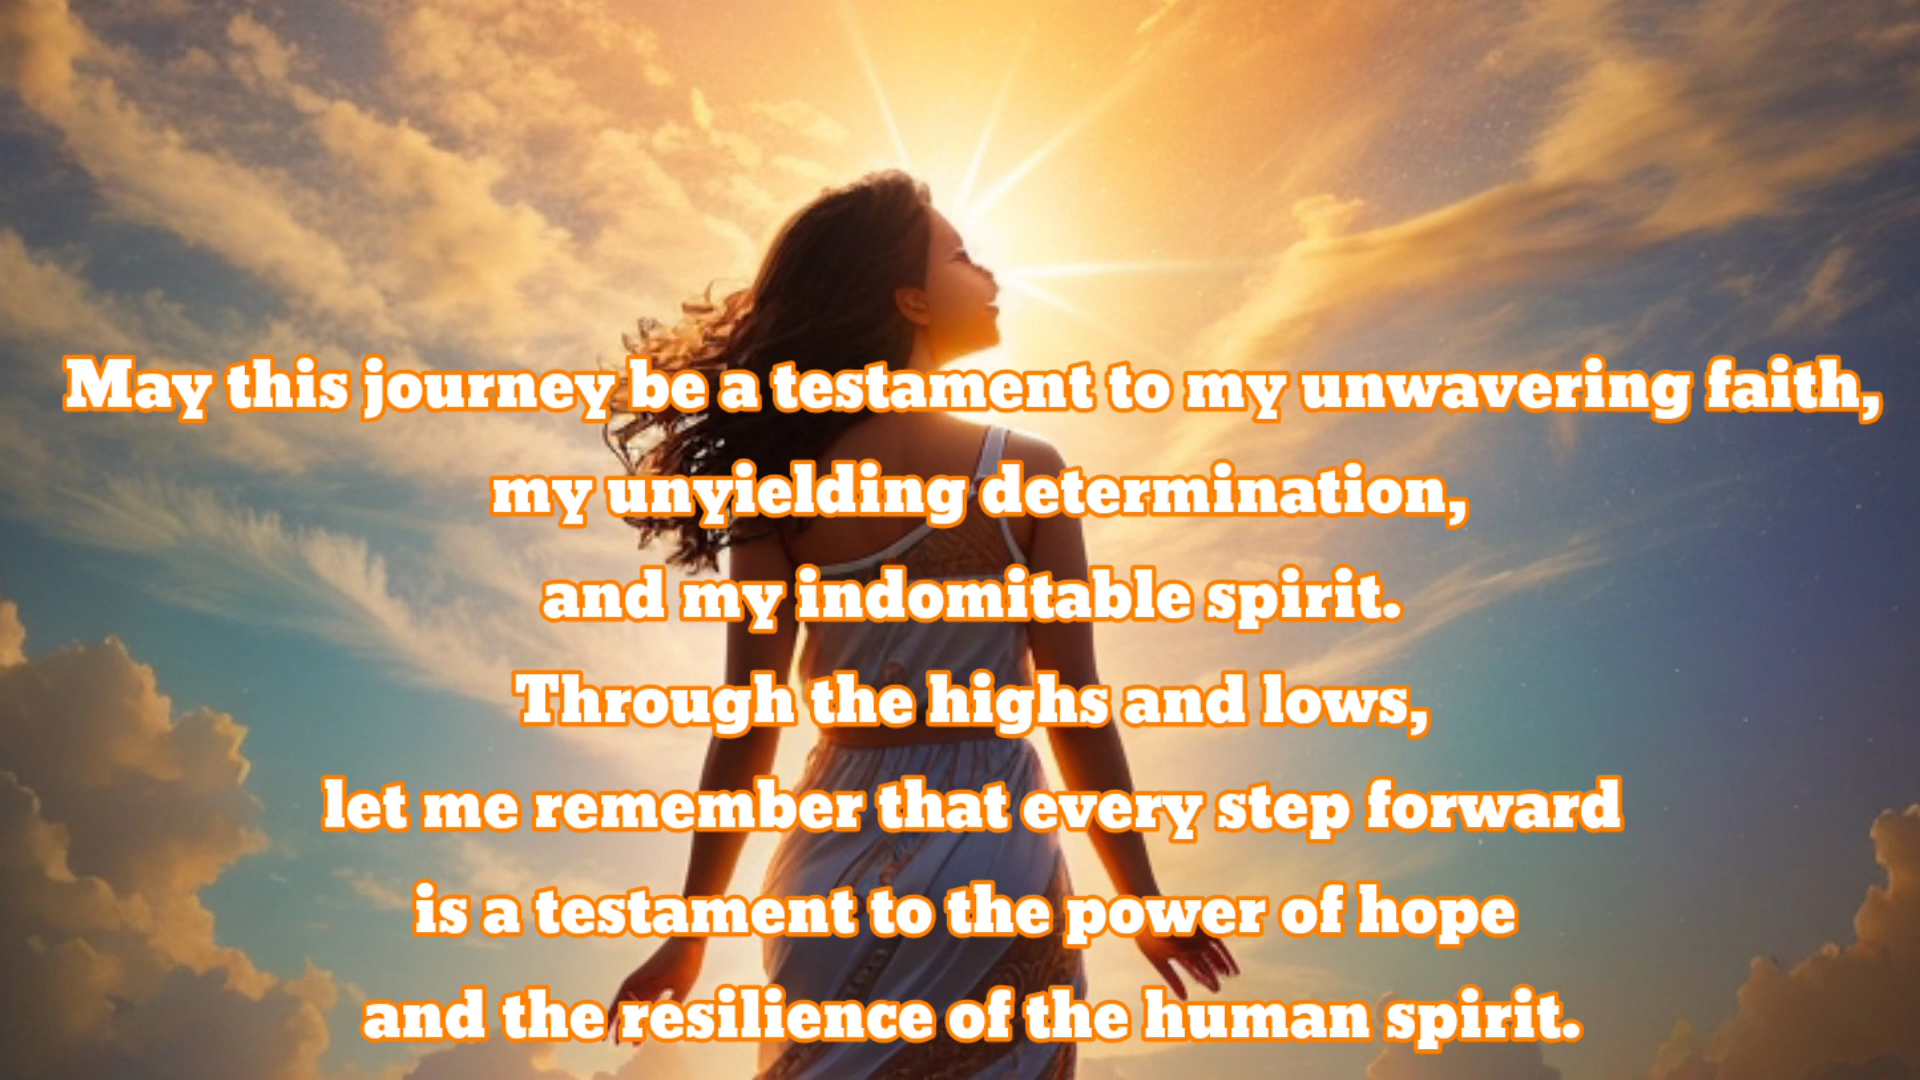 May this journey be a testament to my unwavering faith,
my unyielding determination,
and my indomitable spirit.
Through the highs and lows,
let me remember that every step forward
is a testament to the power of hope
and the resilience of the human spirit.